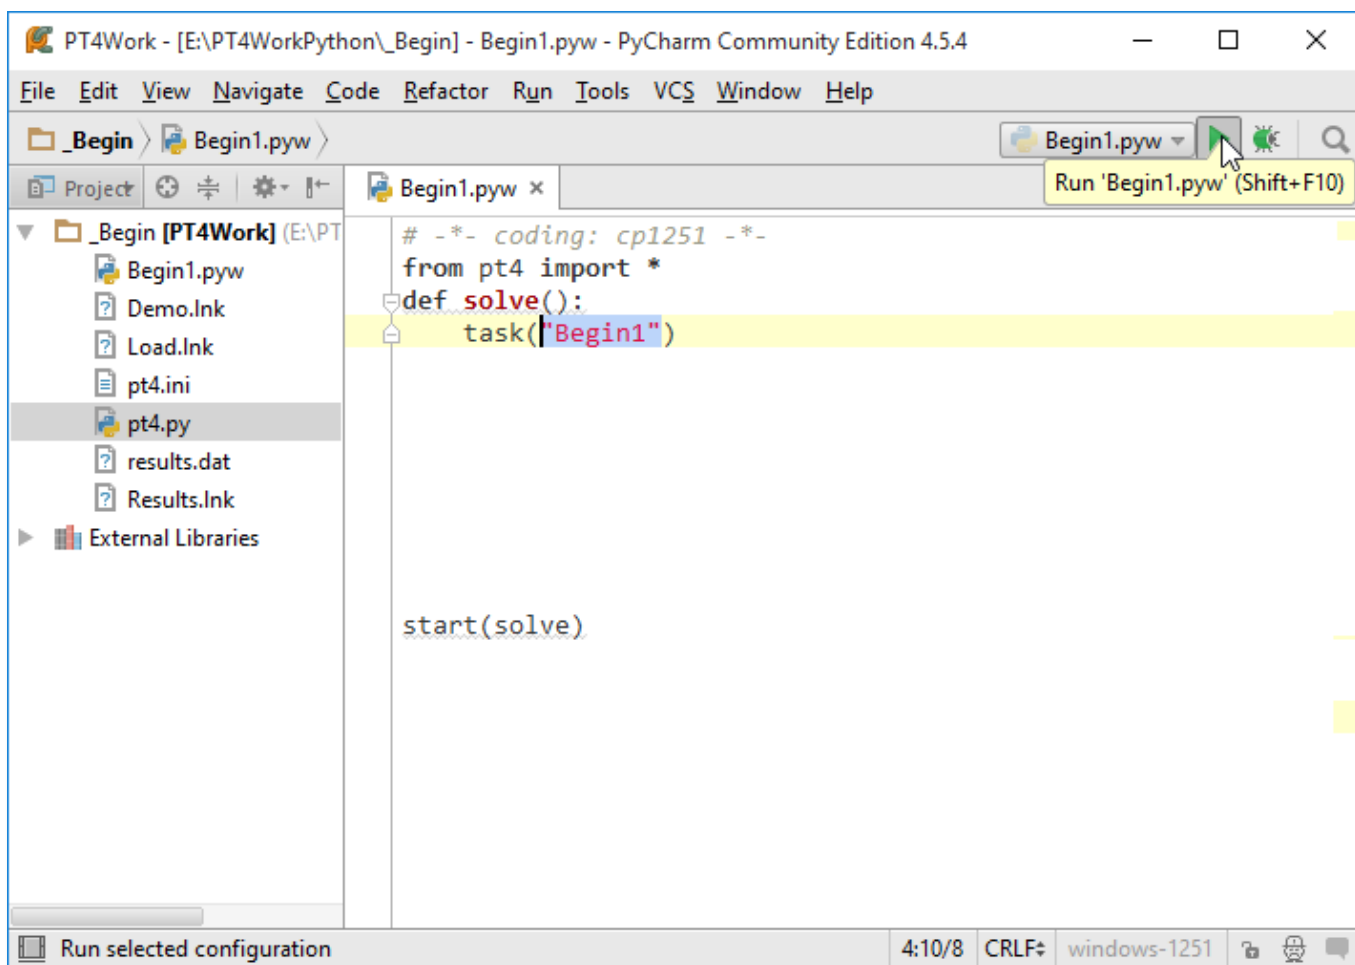 PT4Work - [E:\PT4WorkPython\_Begin] - Begin1.pyw - PyCharm Community Edition 4.5.4
File Edit View Navigate Code Refactor Run Tools VCS Window Help
_Begin Begin1.pyw
Begin1.pyw
Run 'Begin1.pyw' (Shift+F10)
Project
Begin1.pyw
_Begin [PT4Work] (E:\PT
Begin1.pyw
Demo.lnk
Load.lnk
pt4.ini
pt4.py
results.dat
Results.lnk
External Libraries
# -*- coding: cp1251 -*-
from pt4 import *
def solve():
    task("Begin1")
start(solve)
Run selected configuration
4:10/8 CRLF windows-1251